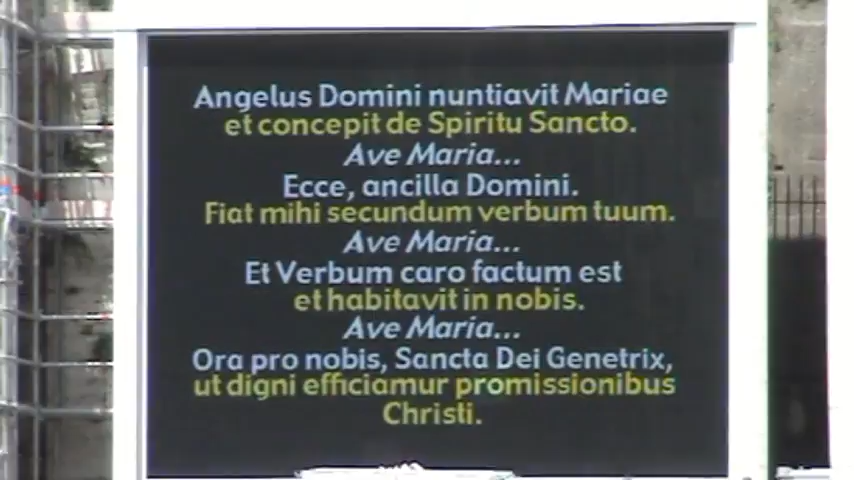 Angelus Domini nuntiavit Mariae
et concepit de Spiritu Sancto.
Ave Maria...
Ecce, ancilla Domini.
Fiat mihi secundum verbum tuum.
Ave Maria...
Et Verbum caro factum est
et habitavit in nobis.
Ave Maria...
Ora pro nobis, Sancta Dei Genetrix,
ut digni efficiamur promissionibus
Christi.